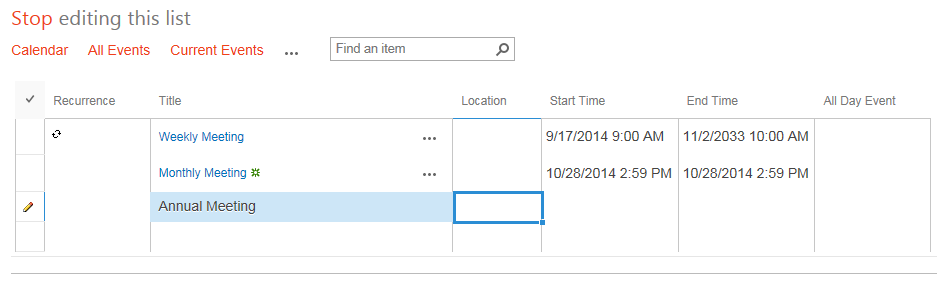 Stop editing this list
Calendar All Events Current Events ... Find an item
Recurrence Title Location Start Time End Time All Day Event
Weekly Meeting ... 9/17/2014 9:00 AM 11/2/2033 10:00 AM
Monthly Meeting ... 10/28/2014 2:59 PM 10/28/2014 2:59 PM
Annual Meeting